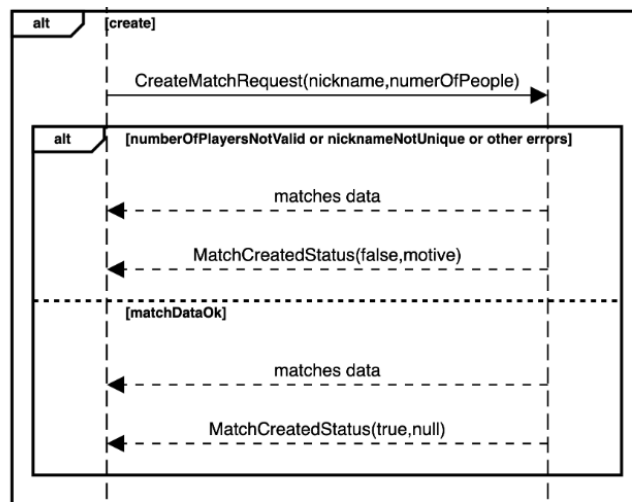 alt [create]
CreateMatchRequest(nickname,numerOfPeople)
alt [numberOfPlayersNotValid or nicknameNotUnique or other errors]
matches data
MatchCreatedStatus(false,motive)
[matchDataOk]
matches data
MatchCreatedStatus(true,null)